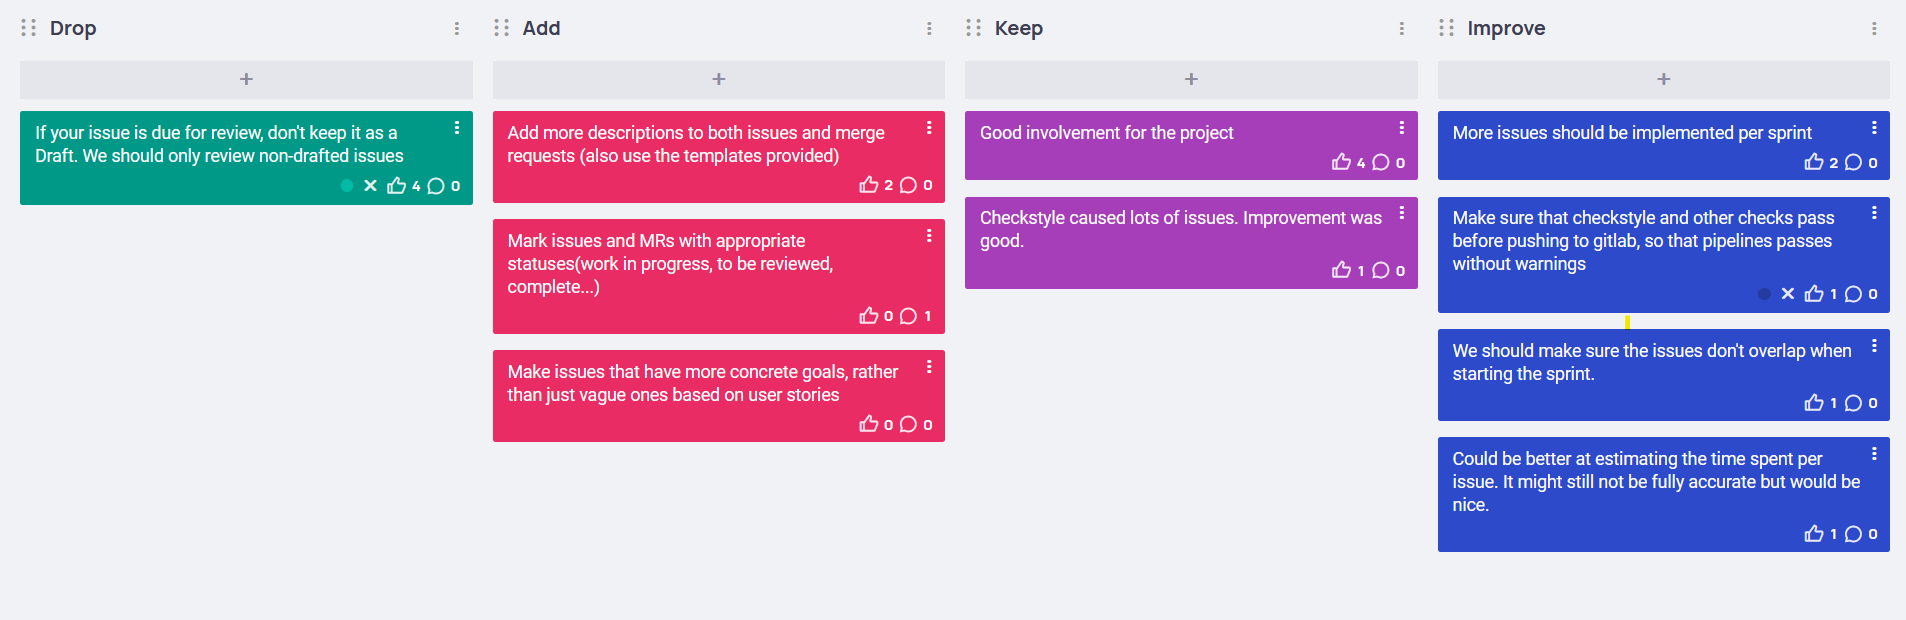 Drop
+
If your issue is due for review, don't keep it as a
Draft. We should only review non-drafted issues
4 0
Add
+
Add more descriptions to both issues and merge
requests (also use the templates provided)
2 0
Mark issues and MRs with appropriate
statuses(work in progress, to be reviewed,
complete...)
0 1
Make issues that have more concrete goals, rather
than just vague ones based on user stories
0 0
Keep
+
Good involvement for the project
4 0
Checkstyle caused lots of issues. Improvement was
good.
1 0
Improve
+
More issues should be implemented per sprint
2 0
Make sure that checkstyle and other checks pass
before pushing to gitlab, so that pipelines passes
without warnings
1 0
We should make sure the issues don't overlap when
starting the sprint.
1 0
Could be better at estimating the time spent per
issue. It might still not be fully accurate but would be
nice.
1 0